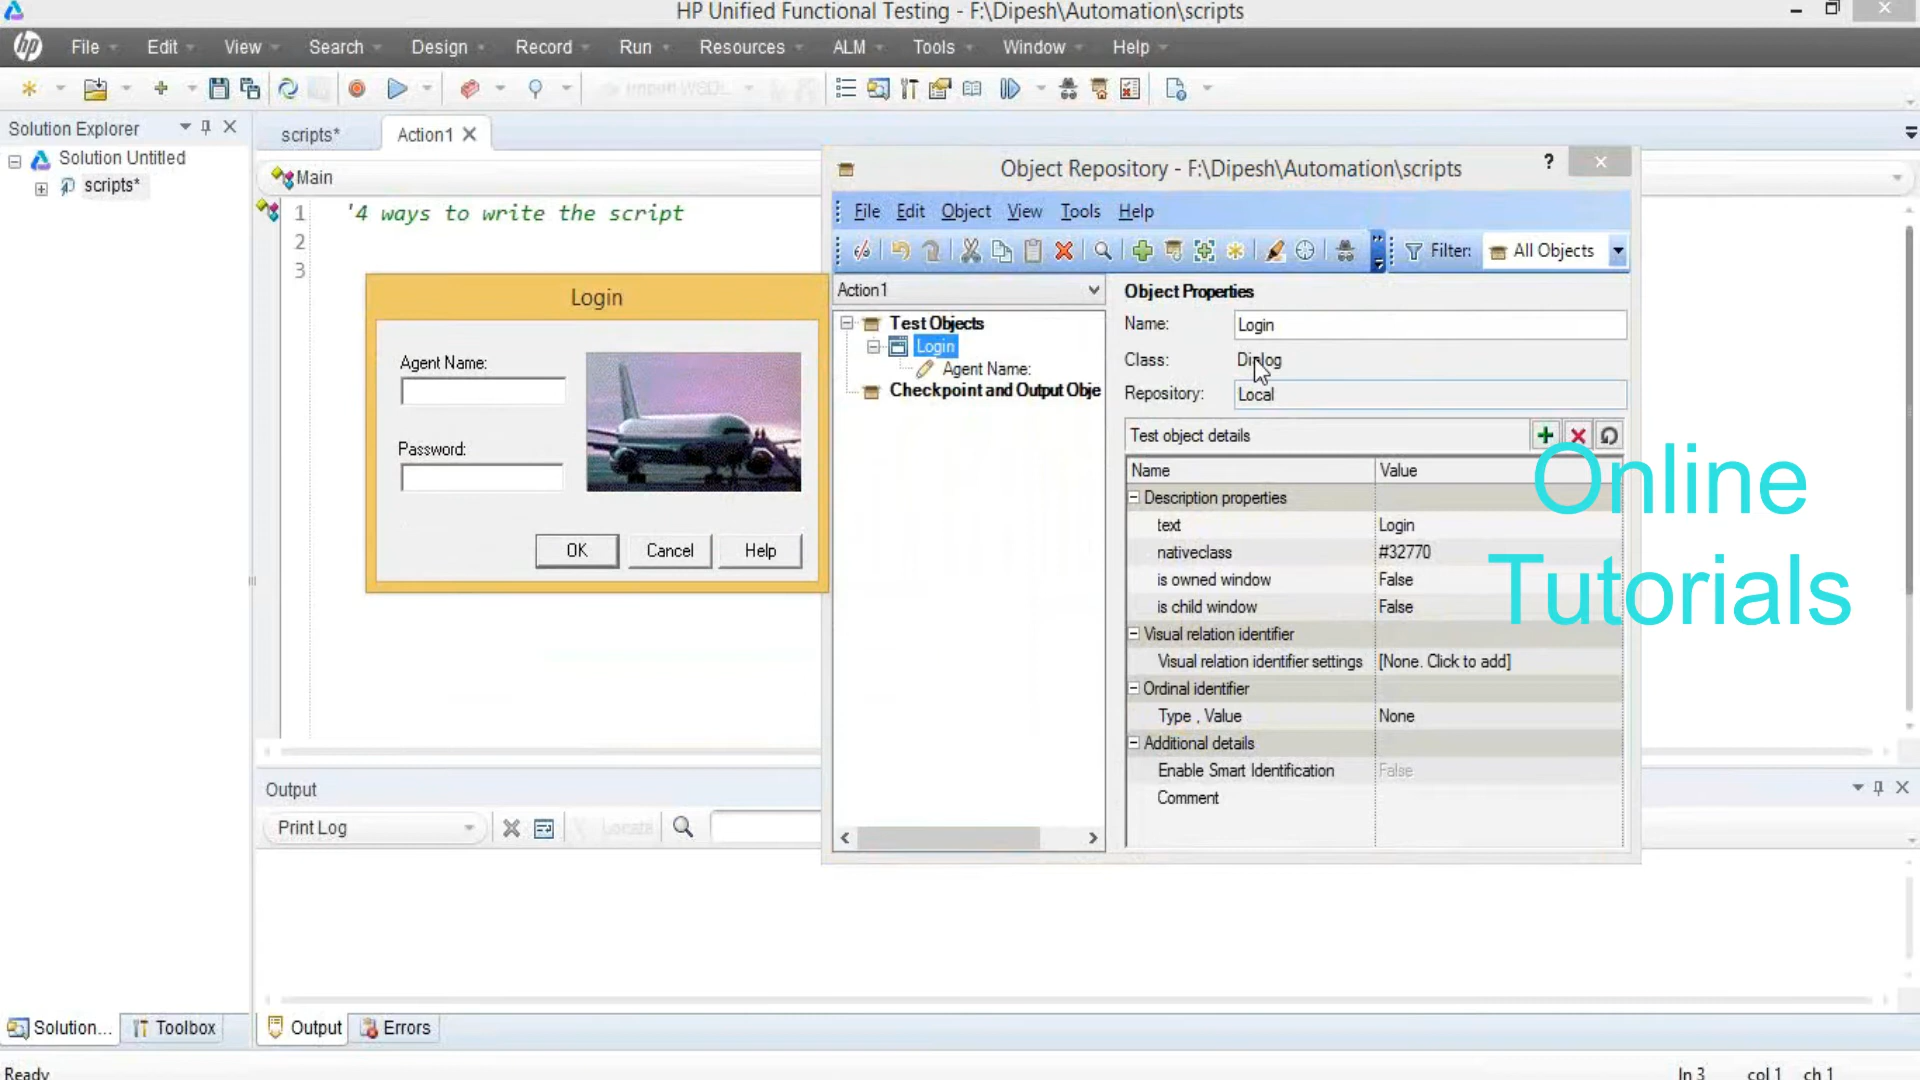 HP Unified Functional Testing - F:\Dipesh\Automation\scripts
File Edit View Search Design Record Run Resources ALM Tools Window Help
Import WSDL
Solution Explorer
Solution Untitled
scripts*
scripts*
Action1
Main
1 '4 ways to write the script
2
3
Login
Agent Name:
Password:
OK Cancel Help
Object Repository - F:\Dipesh\Automation\scripts
File Edit Object View Tools Help
Filter: All Objects
Action1
Test Objects
Login
Agent Name:
Checkpoint and Output Obje
Object Properties
Name: Login
Class: Dialog
Repository: Local
Test object details
Name Value
Description properties
text Login
nativeclass #32770
is owned window False
is child window False
Visual relation identifier
Visual relation identifier settings [None. Click to add]
Ordinal identifier
Type , Value None
Additional details
Enable Smart Identification False
Comment
Online
Tutorials
Output
Print Log
Locate
Solution... Toolbox
Output Errors
Ready
ln 3 col 1 ch 1